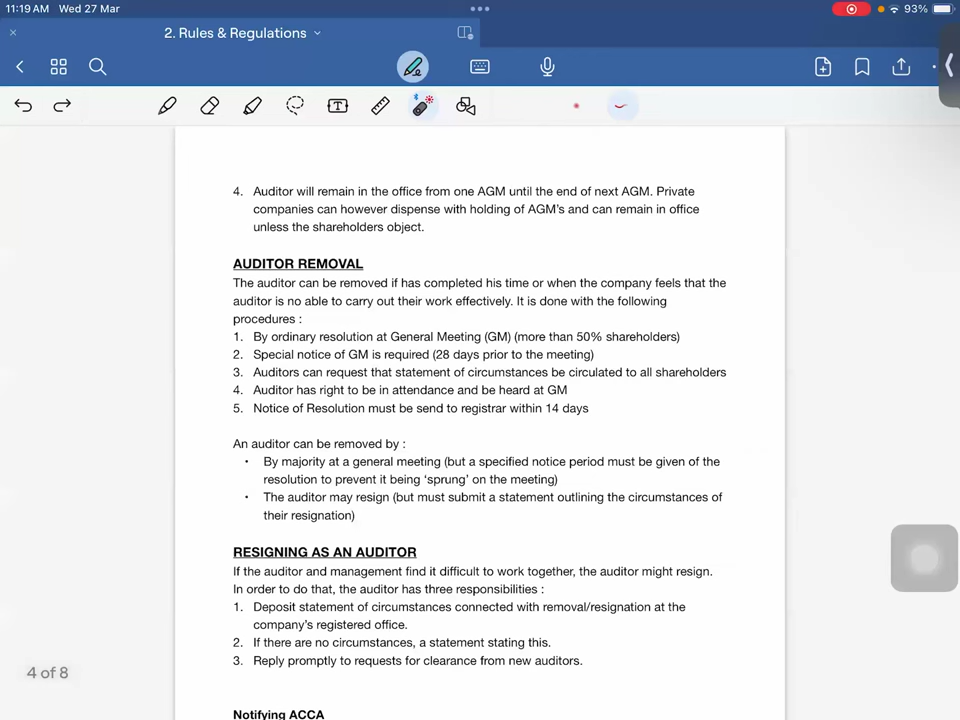 11:19 AM Wed 27 Mar
93%
2. Rules & Regulations
4. Auditor will remain in the office from one AGM until the end of next AGM. Private
companies can however dispense with holding of AGM's and can remain in office
unless the shareholders object.
AUDITOR REMOVAL
The auditor can be removed if has completed his time or when the company feels that the
auditor is no able to carry out their work effectively. It is done with the following
procedures :
1. By ordinary resolution at General Meeting (GM) (more than 50% shareholders)
2. Special notice of GM is required (28 days prior to the meeting)
3. Auditors can request that statement of circumstances be circulated to all shareholders
4. Auditor has right to be in attendance and be heard at GM
5. Notice of Resolution must be send to registrar within 14 days
An auditor can be removed by :
• By majority at a general meeting (but a specified notice period must be given of the
resolution to prevent it being 'sprung' on the meeting)
• The auditor may resign (but must submit a statement outlining the circumstances of
their resignation)
RESIGNING AS AN AUDITOR
If the auditor and management find it difficult to work together, the auditor might resign.
In order to do that, the auditor has three responsibilities :
1. Deposit statement of circumstances connected with removal/resignation at the
company's registered office.
2. If there are no circumstances, a statement stating this.
3. Reply promptly to requests for clearance from new auditors.
4 of 8
Notifying ACCA